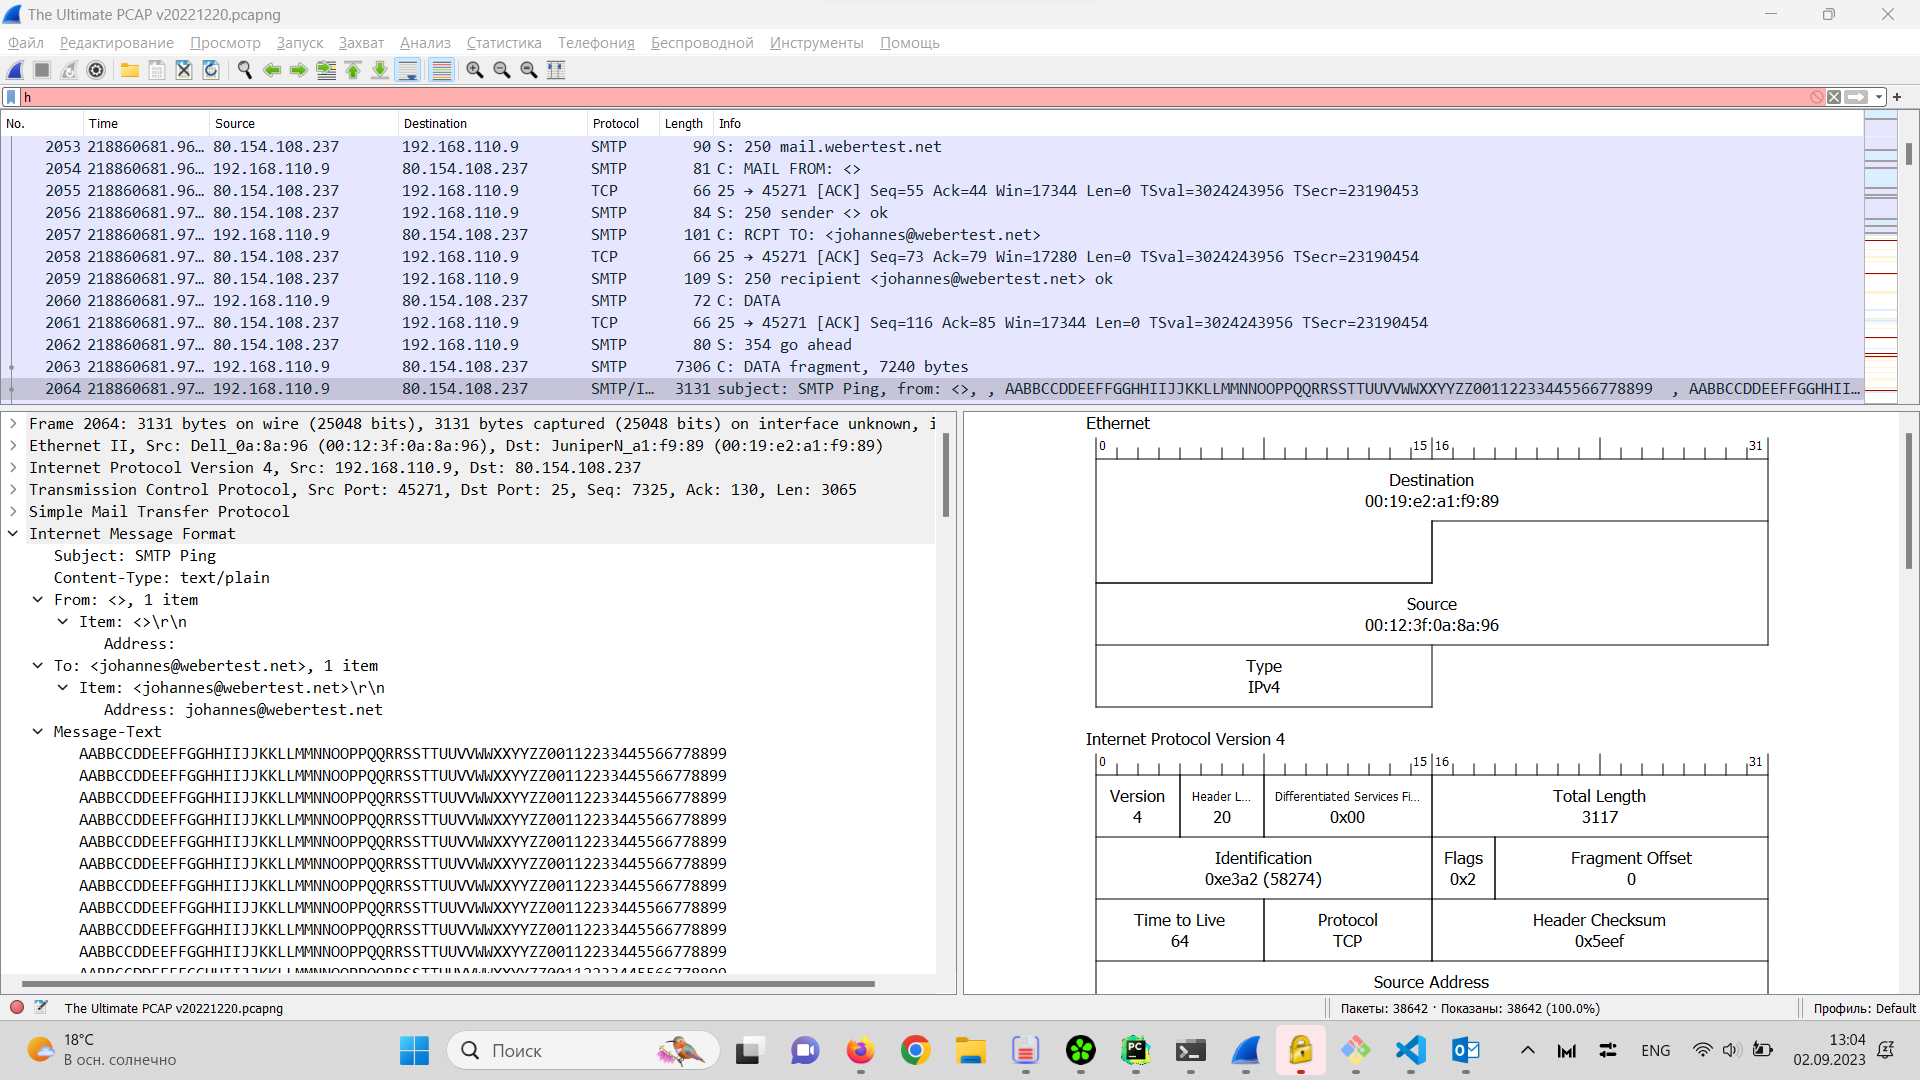 The Ultimate PCAP v20221220.pcapng
Файл Редактирование Просмотр Запуск Захват Анализ Статистика Телефония Беспроводной Инструменты Помощь
h
No. Time Source Destination Protocol Length Info
2053 218860681.96… 80.154.108.237 192.168.110.9 SMTP 90 S: 250 mail.webertest.net
2054 218860681.96… 192.168.110.9 80.154.108.237 SMTP 81 C: MAIL FROM: <>
2055 218860681.96… 80.154.108.237 192.168.110.9 TCP 66 25 → 45271 [ACK] Seq=55 Ack=44 Win=17344 Len=0 TSval=3024243956 TSecr=23190453
2056 218860681.97… 80.154.108.237 192.168.110.9 SMTP 84 S: 250 sender <> ok
2057 218860681.97… 192.168.110.9 80.154.108.237 SMTP 101 C: RCPT TO: <johannes@webertest.net>
2058 218860681.97… 80.154.108.237 192.168.110.9 TCP 66 25 → 45271 [ACK] Seq=73 Ack=79 Win=17280 Len=0 TSval=3024243956 TSecr=23190454
2059 218860681.97… 80.154.108.237 192.168.110.9 SMTP 109 S: 250 recipient <johannes@webertest.net> ok
2060 218860681.97… 192.168.110.9 80.154.108.237 SMTP 72 C: DATA
2061 218860681.97… 80.154.108.237 192.168.110.9 TCP 66 25 → 45271 [ACK] Seq=116 Ack=85 Win=17344 Len=0 TSval=3024243956 TSecr=23190454
2062 218860681.97… 80.154.108.237 192.168.110.9 SMTP 80 S: 354 go ahead
2063 218860681.97… 192.168.110.9 80.154.108.237 SMTP 7306 C: DATA fragment, 7240 bytes
2064 218860681.97… 192.168.110.9 80.154.108.237 SMTP/I… 3131 subject: SMTP Ping, from: <>, , AABBCCDDEEFFGGHHIIJJKKLLMMNNOOPPQQRRSSTTUUVVWWXXYYZZ00112233445566778899 , AABBCCDDEEFFGGHHII…
Frame 2064: 3131 bytes on wire (25048 bits), 3131 bytes captured (25048 bits) on interface unknown, i
Ethernet II, Src: Dell_0a:8a:96 (00:12:3f:0a:8a:96), Dst: JuniperN_a1:f9:89 (00:19:e2:a1:f9:89)
Internet Protocol Version 4, Src: 192.168.110.9, Dst: 80.154.108.237
Transmission Control Protocol, Src Port: 45271, Dst Port: 25, Seq: 7325, Ack: 130, Len: 3065
Simple Mail Transfer Protocol
Internet Message Format
Subject: SMTP Ping
Content-Type: text/plain
From: <>, 1 item
Item: <>\r\n
Address:
To: <johannes@webertest.net>, 1 item
Item: <johannes@webertest.net>\r\n
Address: johannes@webertest.net
Message-Text
AABBCCDDEEFFGGHHIIJJKKLLMMNNOOPPQQRRSSTTUUVVWWXXYYZZ00112233445566778899
AABBCCDDEEFFGGHHIIJJKKLLMMNNOOPPQQRRSSTTUUVVWWXXYYZZ00112233445566778899
AABBCCDDEEFFGGHHIIJJKKLLMMNNOOPPQQRRSSTTUUVVWWXXYYZZ00112233445566778899
AABBCCDDEEFFGGHHIIJJKKLLMMNNOOPPQQRRSSTTUUVVWWXXYYZZ00112233445566778899
AABBCCDDEEFFGGHHIIJJKKLLMMNNOOPPQQRRSSTTUUVVWWXXYYZZ00112233445566778899
AABBCCDDEEFFGGHHIIJJKKLLMMNNOOPPQQRRSSTTUUVVWWXXYYZZ00112233445566778899
AABBCCDDEEFFGGHHIIJJKKLLMMNNOOPPQQRRSSTTUUVVWWXXYYZZ00112233445566778899
AABBCCDDEEFFGGHHIIJJKKLLMMNNOOPPQQRRSSTTUUVVWWXXYYZZ00112233445566778899
AABBCCDDEEFFGGHHIIJJKKLLMMNNOOPPQQRRSSTTUUVVWWXXYYZZ00112233445566778899
AABBCCDDEEFFGGHHIIJJKKLLMMNNOOPPQQRRSSTTUUVVWWXXYYZZ00112233445566778899
AABBCCDDEEFFGGHHIIJJKKLLMMNNOOPPQQRRSSTTUUVVWWXXYYZZ00112233445566778899
Ethernet
0 15 16 31
Destination
00:19:e2:a1:f9:89
Source
00:12:3f:0a:8a:96
Type
IPv4
Internet Protocol Version 4
0 15 16 31
Version Header L… Differentiated Services Fi… Total Length
4 20 0x00 3117
Identification Flags Fragment Offset
0xe3a2 (58274) 0x2 0
Time to Live Protocol Header Checksum
64 TCP 0x5eef
Source Address
The Ultimate PCAP v20221220.pcapng
Пакеты: 38642 · Показаны: 38642 (100.0%)
Профиль: Default
18°C
В осн. солнечно
Поиск
PC
ENG
13:04
02.09.2023